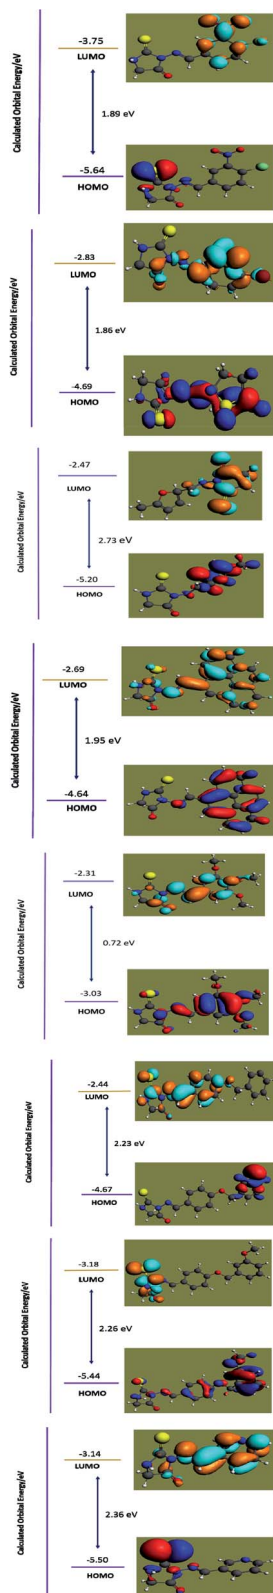 Calculated Orbital Energy/eV
-3.75
LUMO
1.89 eV
-5.64
HOMO
Calculated Orbital Energy/eV
-2.83
LUMO
1.86 eV
-4.69
HOMO
Calculated Orbital Energy/eV
-2.47
LUMO
2.73 eV
-5.20
HOMO
Calculated Orbital Energy/eV
-2.69
LUMO
1.95 eV
-4.64
HOMO
Calculated Orbital Energy/eV
-2.31
LUMO
0.72 eV
-3.03
HOMO
Calculated Orbital Energy/eV
-2.44
LUMO
2.23 eV
-4.67
HOMO
Calculated Orbital Energy/eV
-3.18
LUMO
2.26 eV
-5.44
HOMO
Calculated Orbital Energy/eV
-3.14
LUMO
2.36 eV
-5.50
HOMO